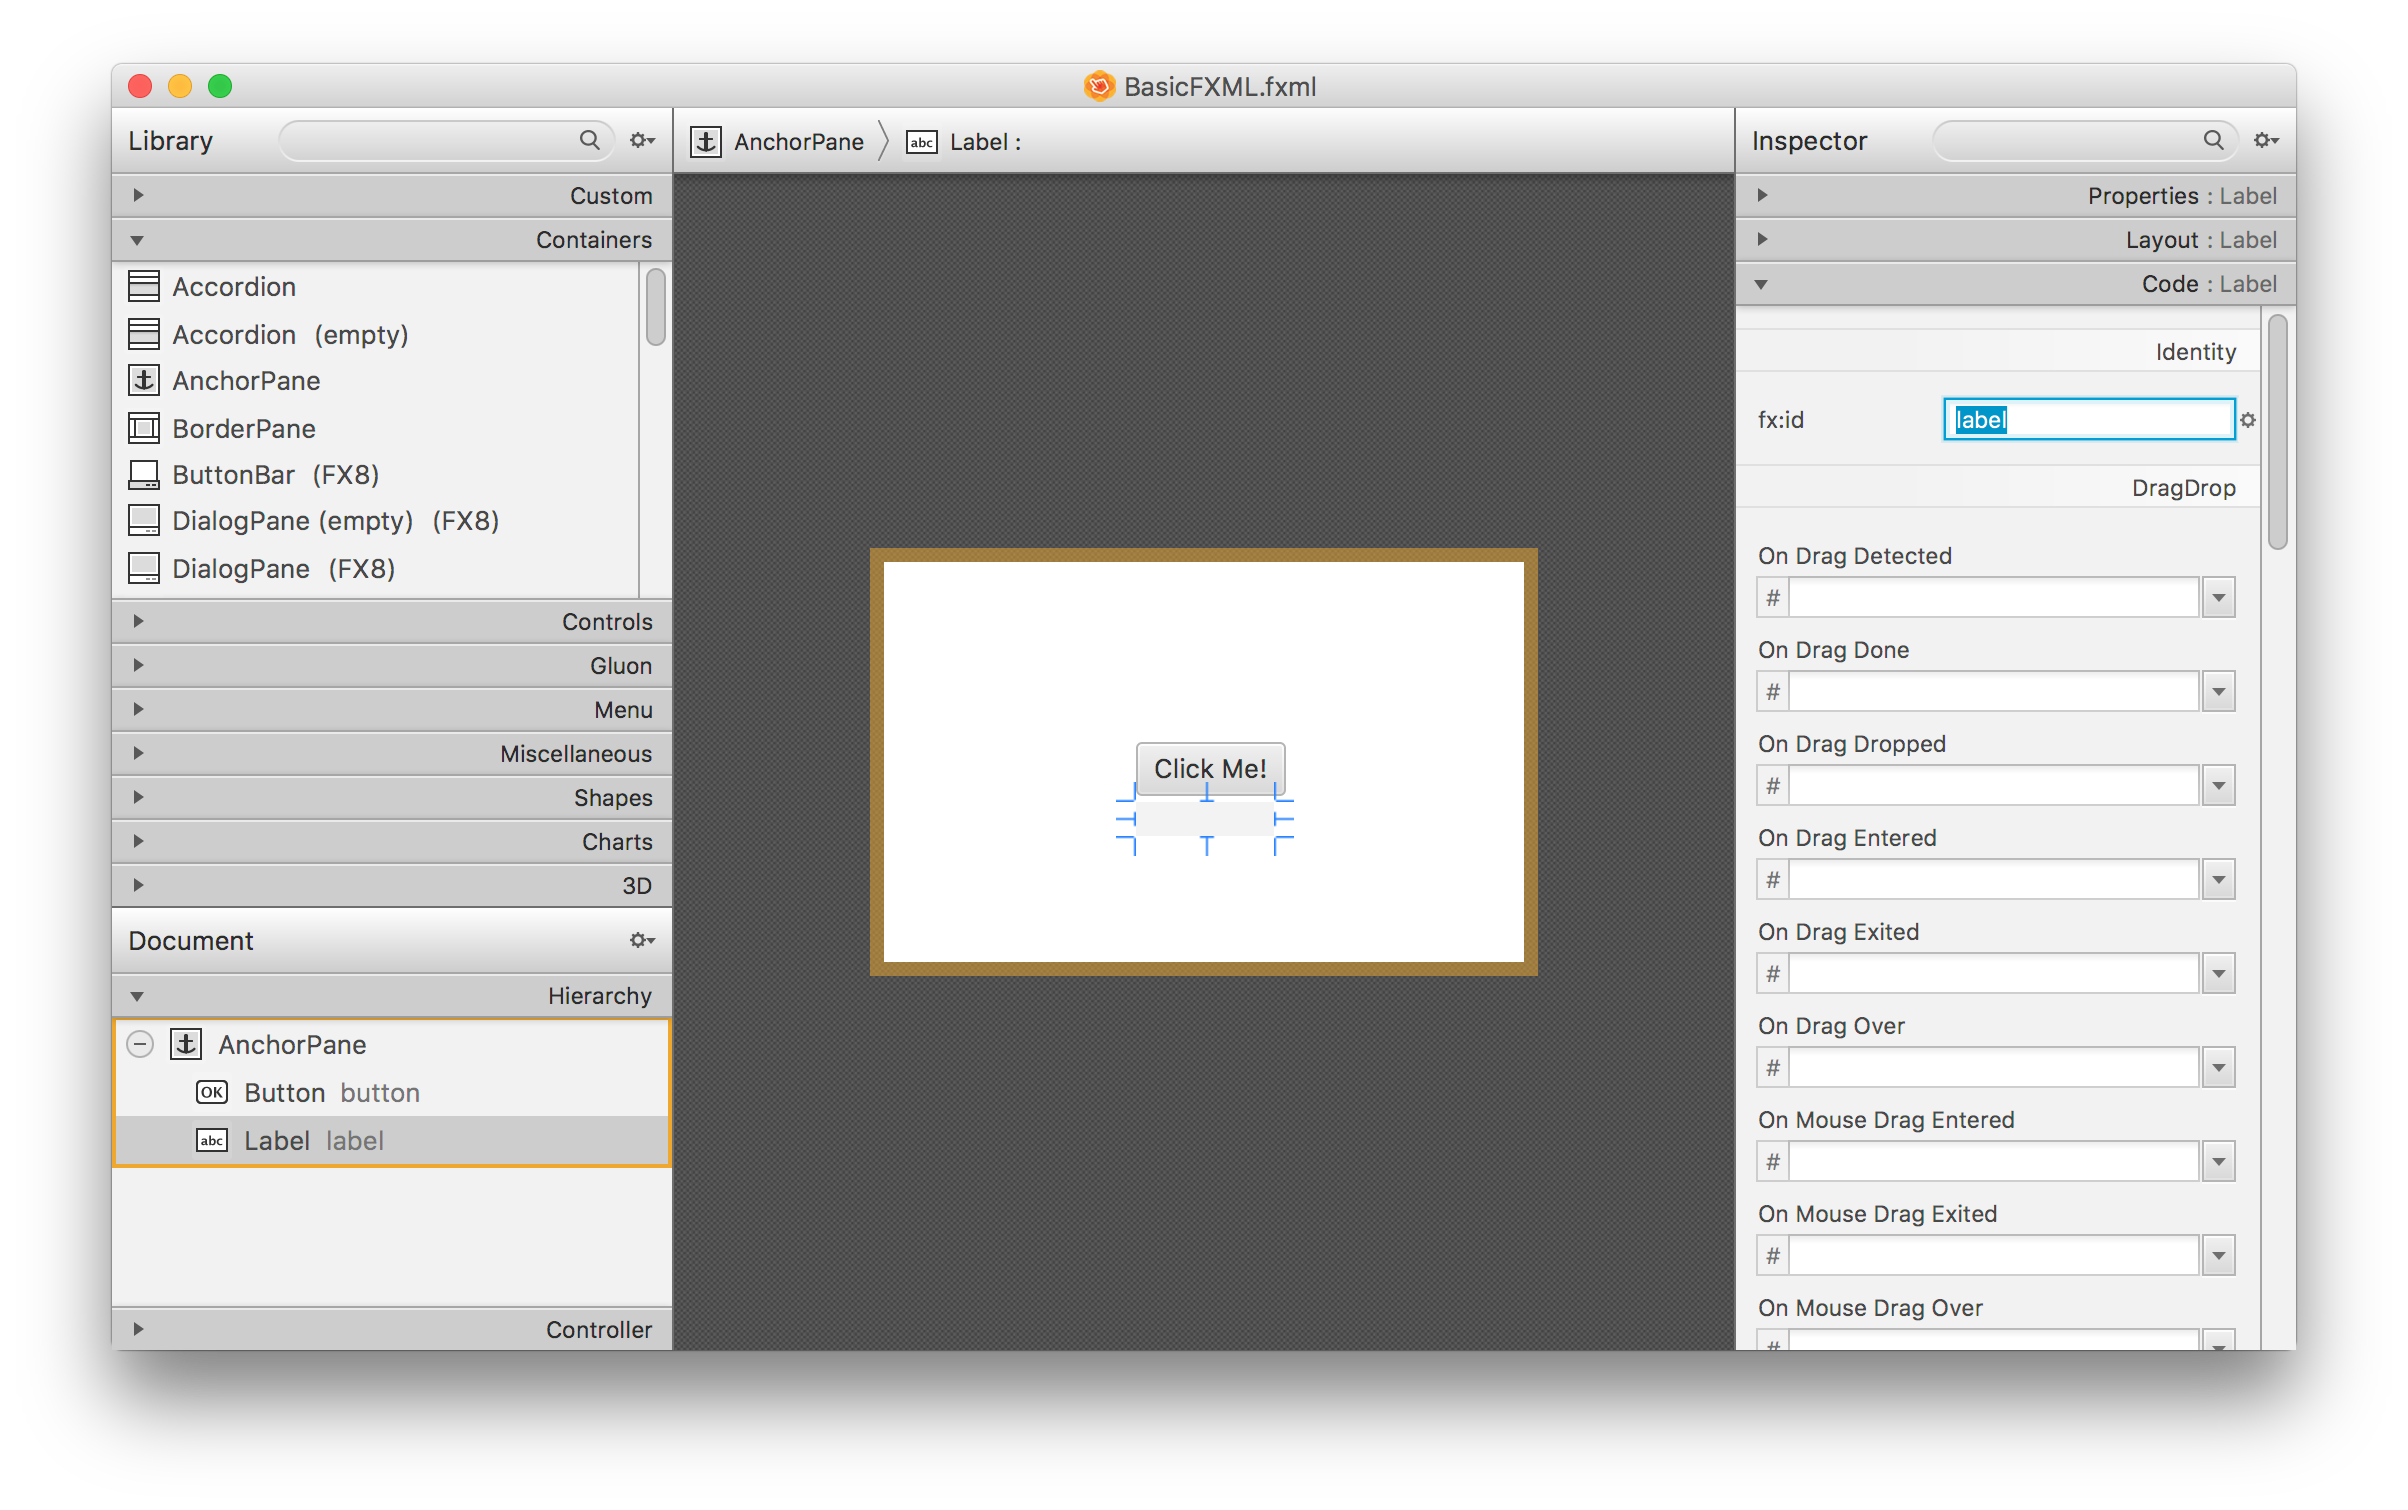 BasicFXML.fxml
Library
Custom
Containers
Accordion
Accordion (empty)
AnchorPane
BorderPane
ButtonBar (FX8)
DialogPane (empty) (FX8)
DialogPane (FX8)
Controls
Gluon
Menu
Miscellaneous
Shapes
Charts
3D
Document
Hierarchy
AnchorPane
OK Button button
abc Label label
Controller
AnchorPane abc Label :
Click Me!
Inspector
Properties : Label
Layout : Label
Code : Label
Identity
fx:id label
DragDrop
On Drag Detected
#
On Drag Done
#
On Drag Dropped
#
On Drag Entered
#
On Drag Exited
#
On Drag Over
#
On Mouse Drag Entered
#
On Mouse Drag Exited
#
On Mouse Drag Over
#